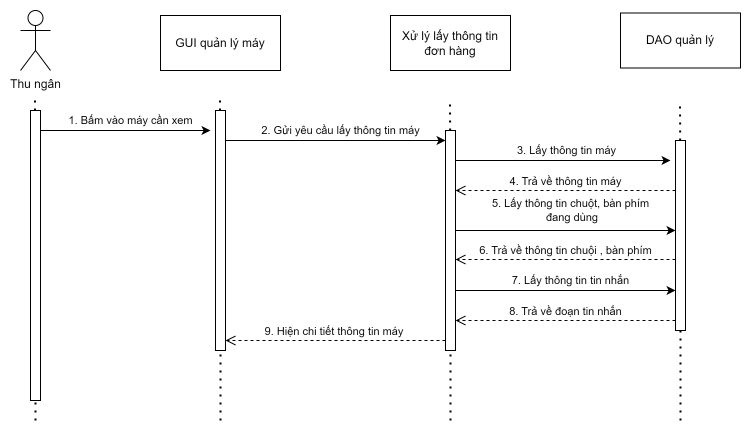 GUI quản lý máy
Xử lý lấy thông tin
đơn hàng
DAO quản lý
Thu ngân
1. Bấm vào máy cần xem
2. Gửi yêu cầu lấy thông tin máy
3. Lấy thông tin máy
4. Trả về thông tin máy
5. Lấy thông tin chuột, bàn phím
đang dùng
6. Trả về thông tin chuội , bàn phím
7. Lấy thông tin tin nhắn
8. Trả về đoạn tin nhắn
9. Hiện chi tiết thông tin máy